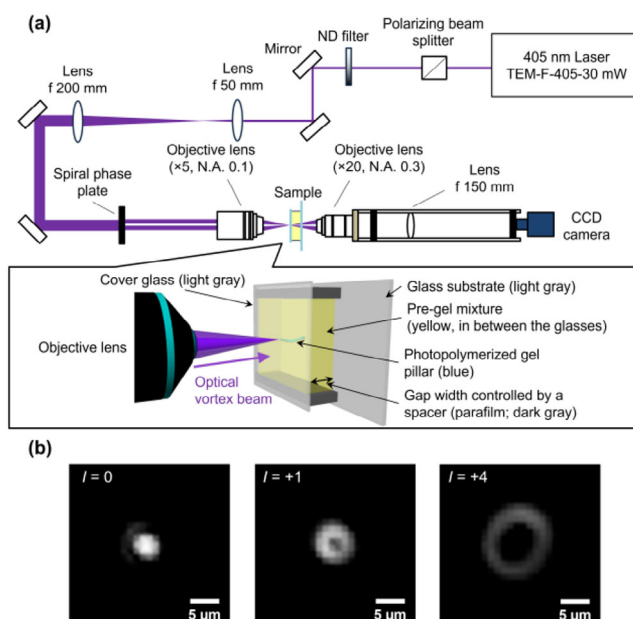 (a)
Polarizing beam
splitter
ND filter
Mirror
405 nm Laser
TEM-F-405-30 mW
Lens
f 200 mm
Lens
f 50 mm
Objective lens
(×5, N.A. 0.1)
Objective lens
(×20, N.A. 0.3)
Spiral phase
plate
Sample
Lens
f 150 mm
CCD
camera
Cover glass (light gray)
Glass substrate (light gray)
Pre-gel mixture
(yellow, in between the glasses)
Objective lens
Photopolymerized gel
pillar (blue)
Optical
vortex beam
Gap width controlled by a
spacer (parafilm; dark gray)
(b)
l = 0
l = +1
l = +4
5 µm
5 µm
5 µm